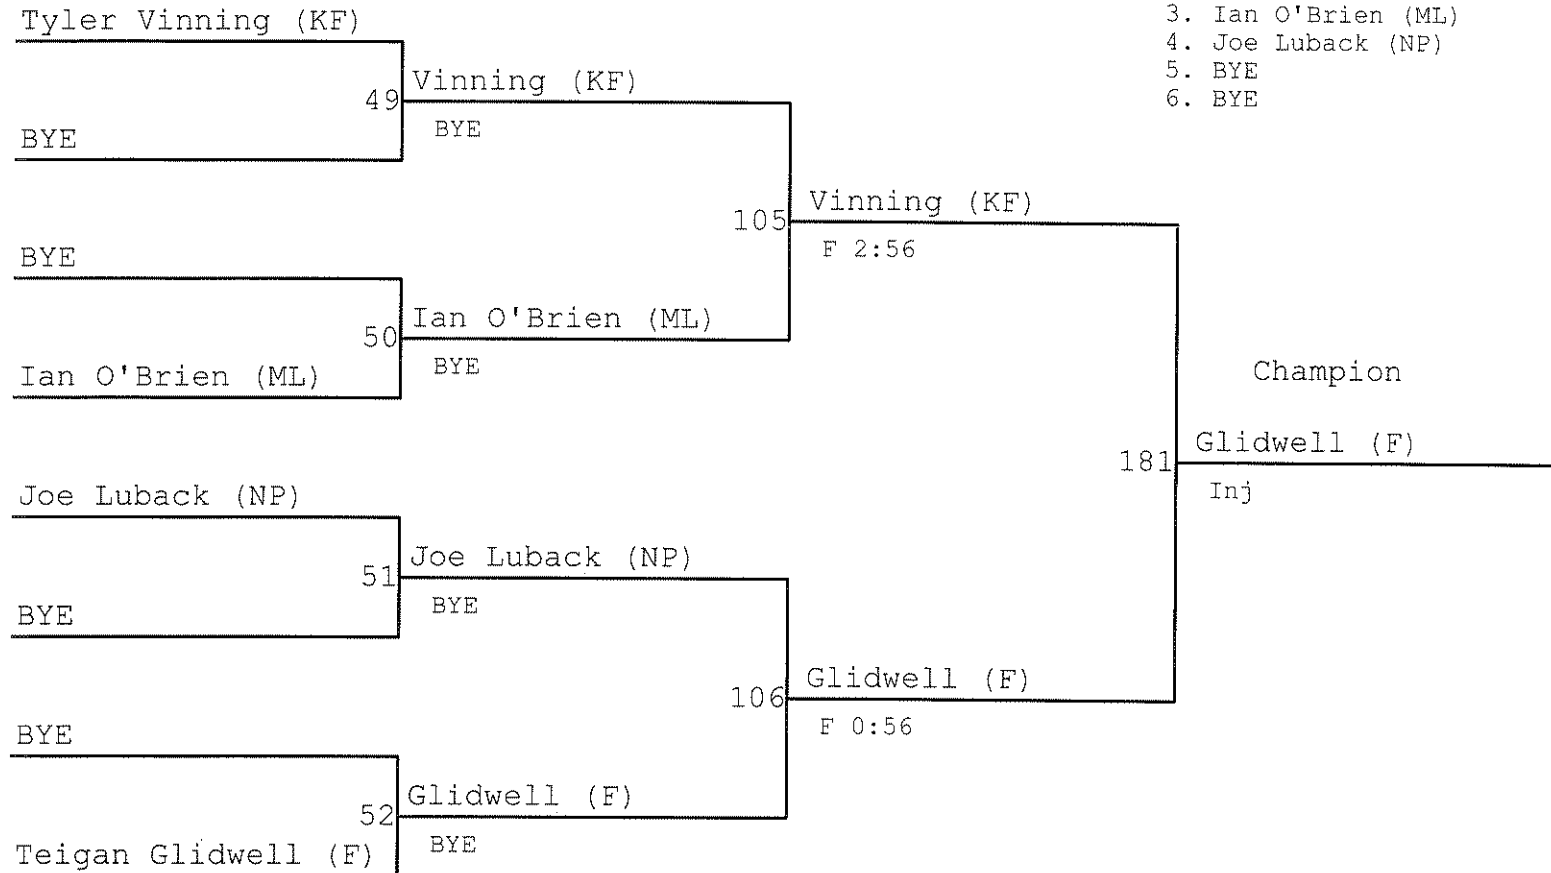 Tyler Vinning (KF)
49
Vinning (KF)
BYE
BYE
105
Vinning (KF)
F 2:56
BYE
50
Ian O'Brien (ML)
BYE
Ian O'Brien (ML)
Champion
181
Glidwell (F)
Inj
Joe Luback (NP)
51
Joe Luback (NP)
BYE
BYE
106
Glidwell (F)
F 0:56
BYE
52
Glidwell (F)
BYE
Teigan Glidwell (F)
3. Ian O'Brien (ML)
4. Joe Luback (NP)
5. BYE
6. BYE